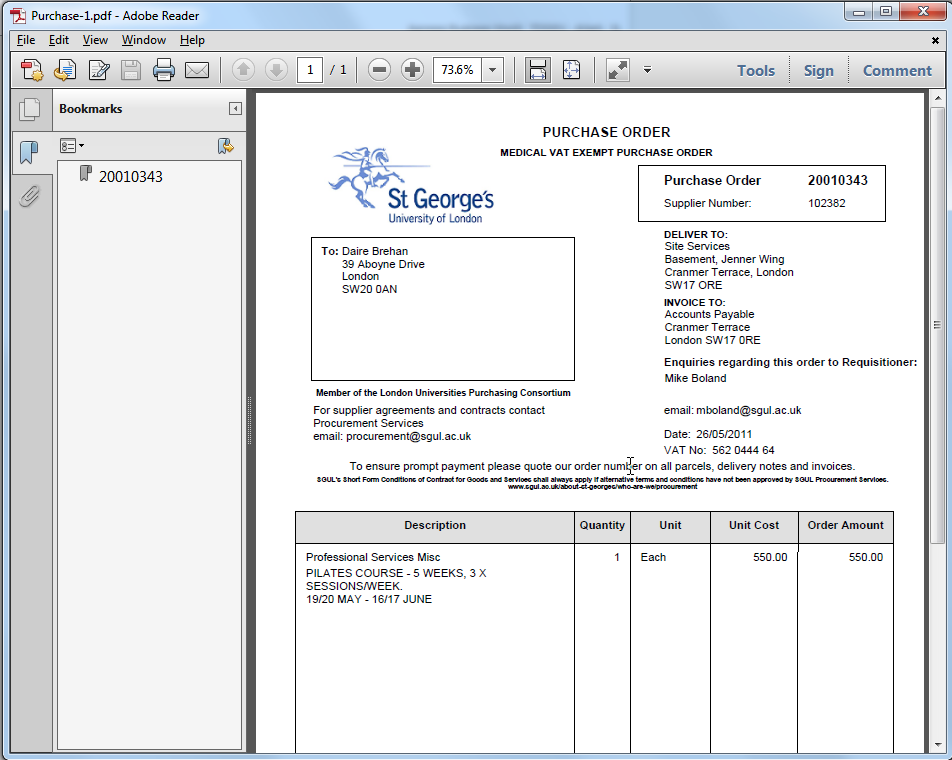 Purchase-1.pdf - Adobe Reader
File Edit View Window Help
1 / 1 73.6% Tools Sign Comment
Bookmarks
20010343
PURCHASE ORDER
MEDICAL VAT EXEMPT PURCHASE ORDER
St George's
University of London
Purchase Order 20010343
Supplier Number: 102382
To: Daire Brehan
39 Aboyne Drive
London
SW20 0AN
DELIVER TO:
Site Services
Basement, Jenner Wing
Cranmer Terrace, London
SW17 ORE
INVOICE TO:
Accounts Payable
Cranmer Terrace
London SW17 0RE
Enquiries regarding this order to Requisitioner:
Mike Boland
Member of the London Universities Purchasing Consortium
For supplier agreements and contracts contact
Procurement Services
email: procurement@sgul.ac.uk
email: mboland@sgul.ac.uk
Date: 26/05/2011
VAT No: 562 0444 64
To ensure prompt payment please quote our order number on all parcels, delivery notes and invoices.
SGUL's Short Form Conditions of Contract for Goods and Services shall always apply if alternative terms and conditions have not been approved by SGUL Procurement Services.
www.sgul.ac.uk/about-st-georges/who-are-we/procurement
Description Quantity Unit Unit Cost Order Amount
Professional Services Misc 1 Each 550.00 550.00
PILATES COURSE - 5 WEEKS, 3 X
SESSIONS/WEEK.
19/20 MAY - 16/17 JUNE